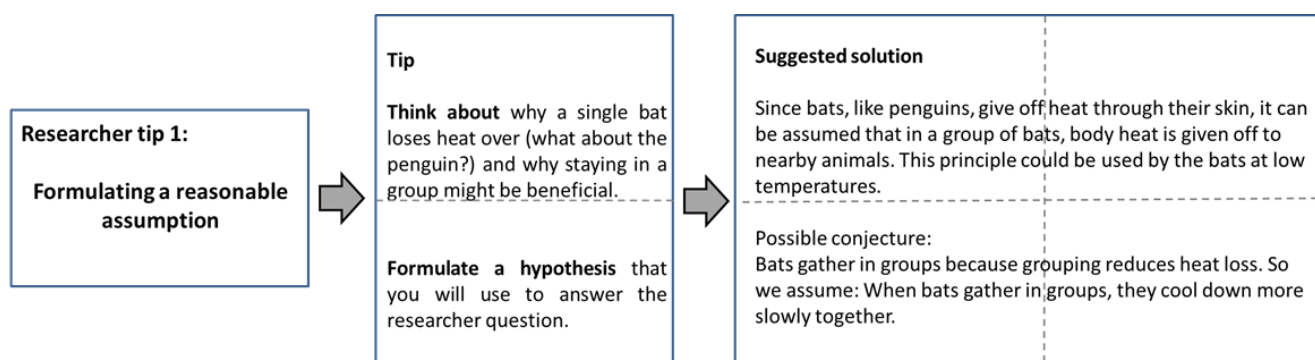 Researcher tip 1:
Formulating a reasonable
assumption
Tip
Think about why a single bat
loses heat over (what about the
penguin?) and why staying in a
group might be beneficial.
Formulate a hypothesis that
you will use to answer the
researcher question.
Suggested solution
Since bats, like penguins, give off heat through their skin, it can
be assumed that in a group of bats, body heat is given off to
nearby animals. This principle could be used by the bats at low
temperatures.
Possible conjecture:
Bats gather in groups because grouping reduces heat loss. So
we assume: When bats gather in groups, they cool down more
slowly together.